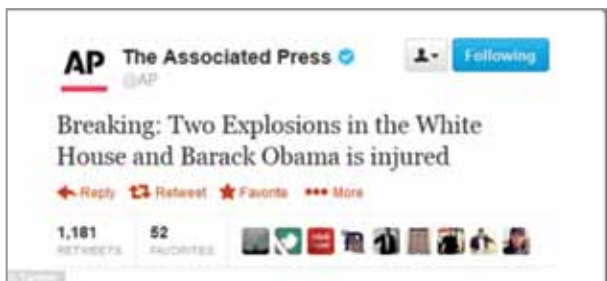 AP The Associated Press
@AP
Following
Breaking: Two Explosions in the White
House and Barack Obama is injured
Reply Retweet Favorite More
1,181 52
RETWEETS FAVORITES